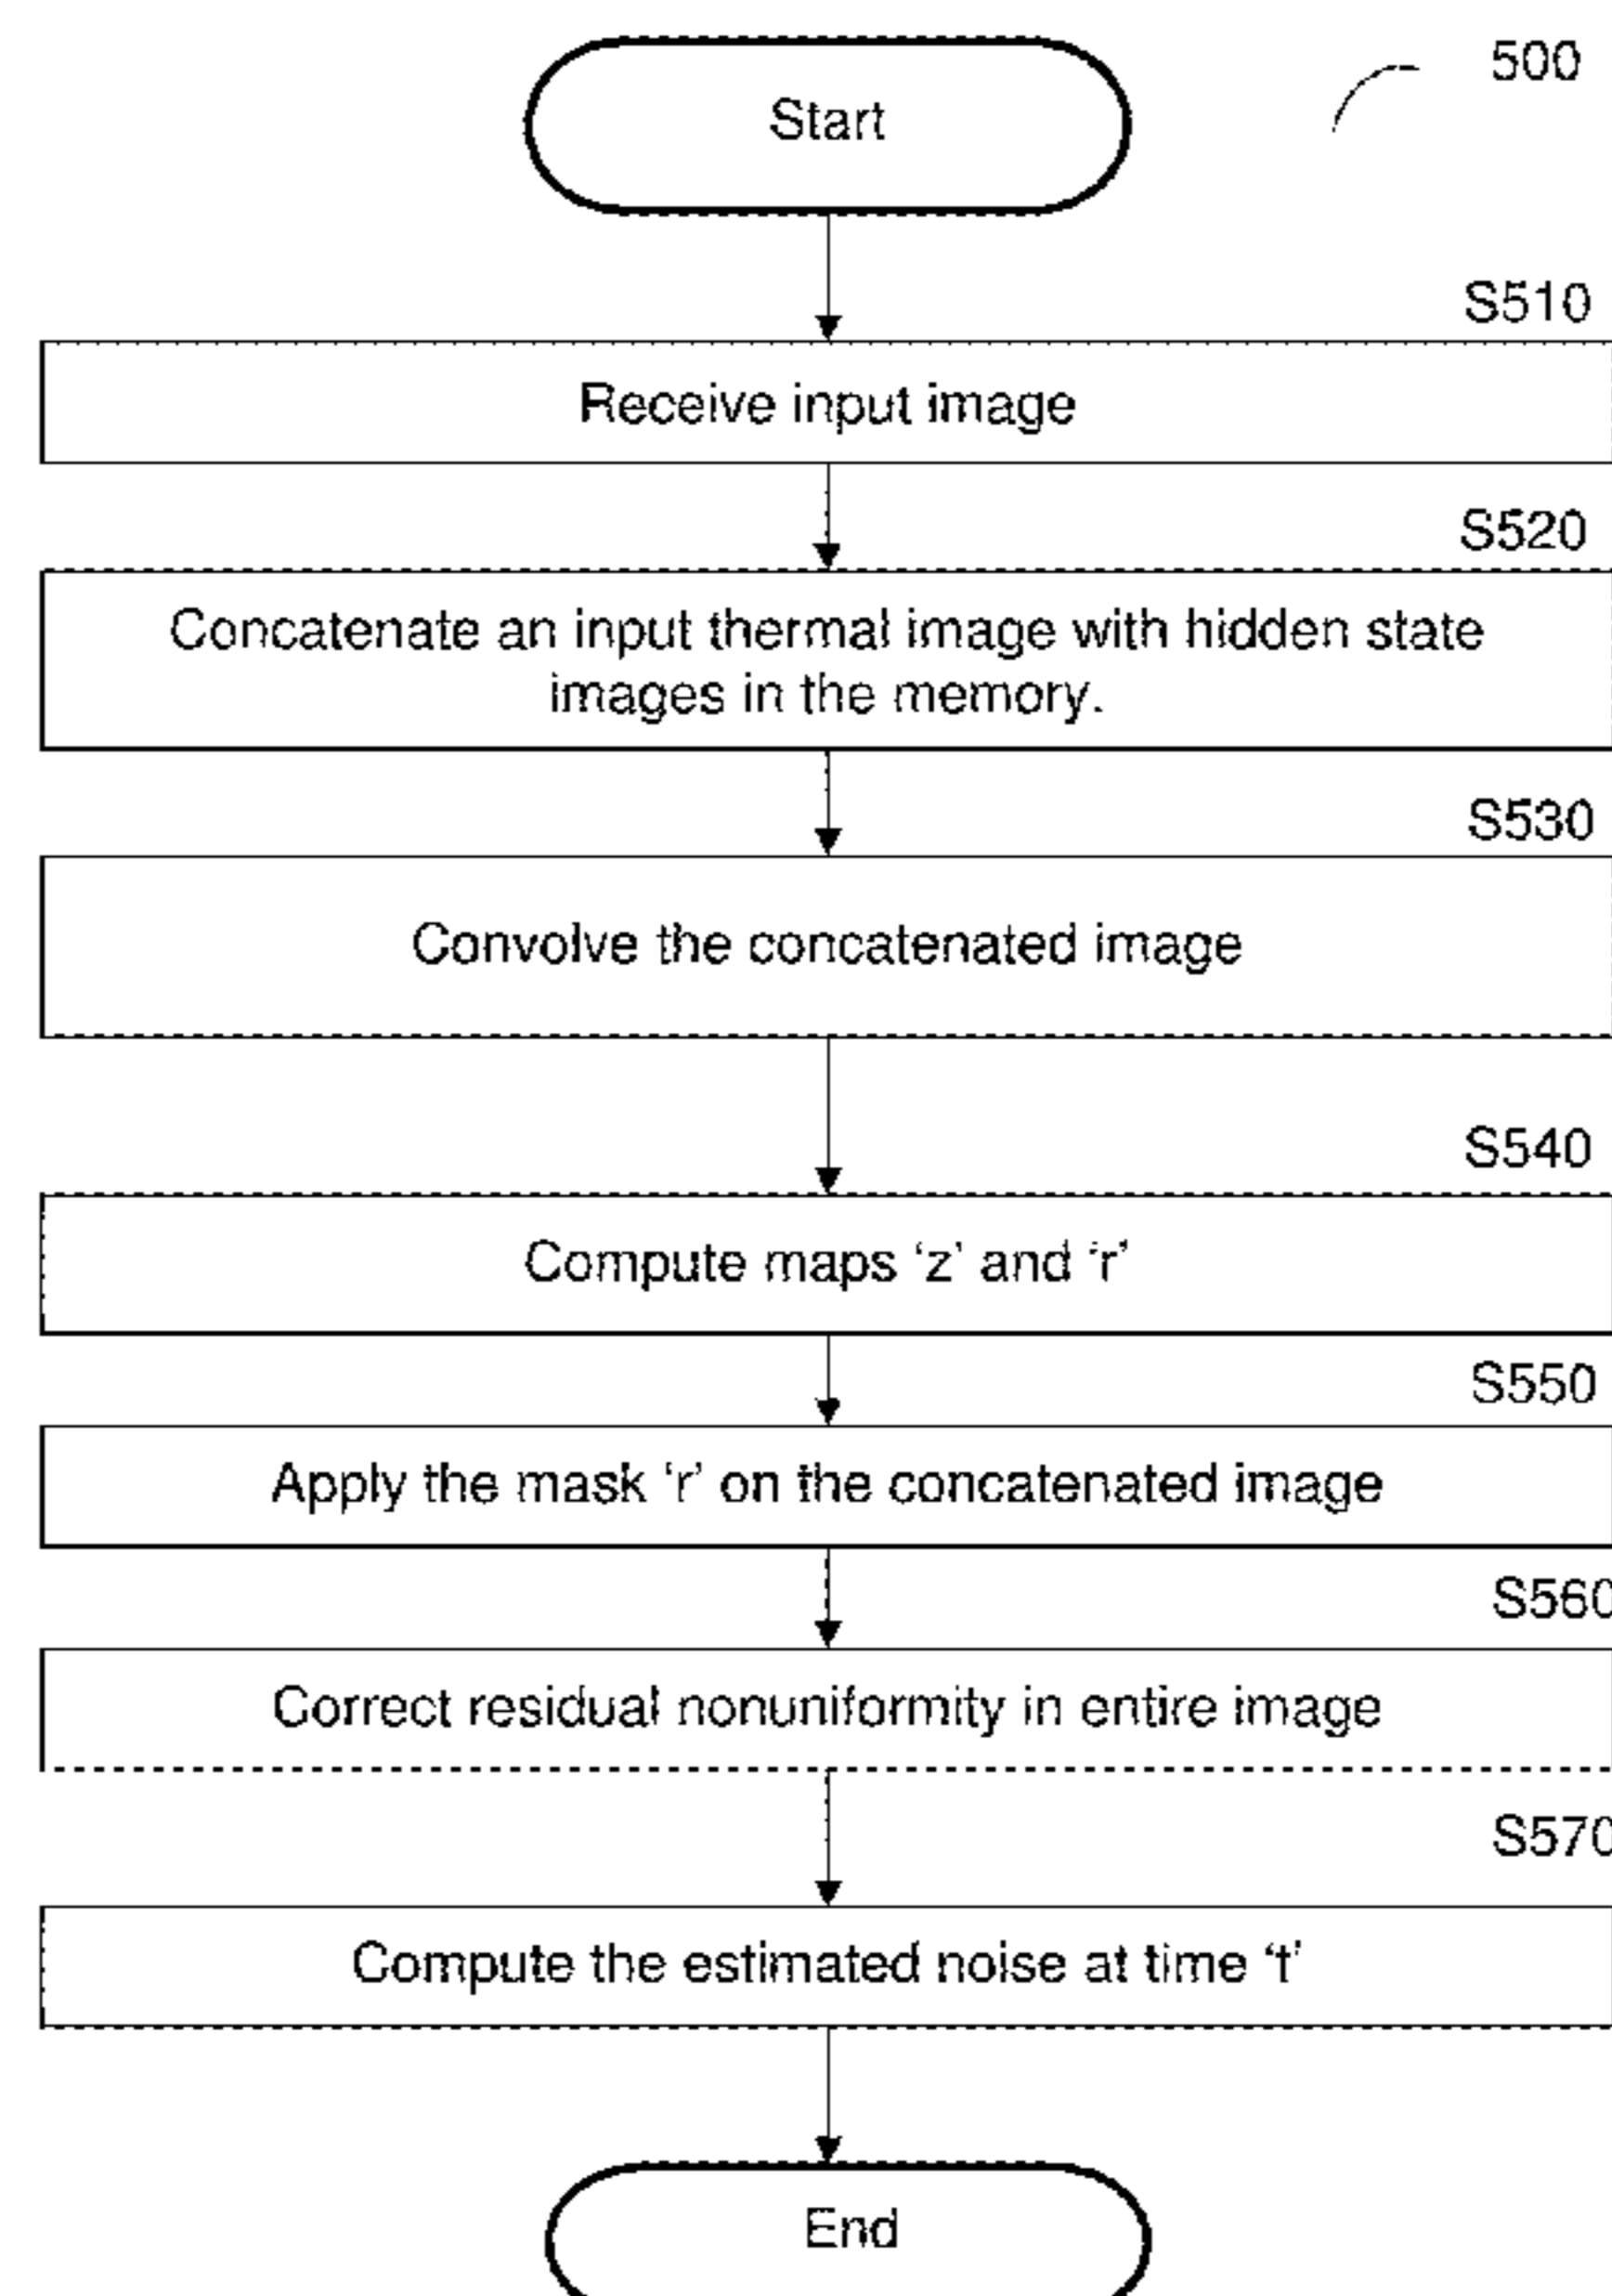 Start
500
S510
Receive input image
S520
Concatenate an input thermal image with hidden state
images in the memory.
S530
Convolve the concatenated image
S540
Compute maps ‘z’ and ‘r’
S550
Apply the mask ‘r’ on the concatenated image
S560
Correct residual nonuniformity in entire image
S570
Compute the estimated noise at time ‘t’
End